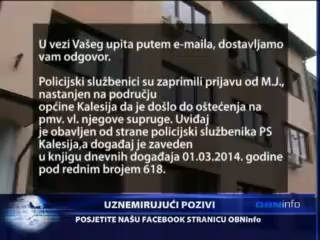 U vezi Vašeg upita putem e-maila, dostavljamo
vam odgovor.
Policijski službenici su zaprimili prijavu od M.J.,
nastanjen na području
općine Kalesija da je došlo do oštećenja na
pmv. vl. njegove supruge. Uviđaj
je obavljen od strane policijski službenika PS
Kalesija,a događaj je zaveden
u knjigu dnevnih događaja 01.03.2014. godine
pod rednim brojem 618.
UZNEMIRUJUĆI POZIVI
OBNinfo
POSJETITE NAŠU FACEBOOK STRANICU OBNinfo